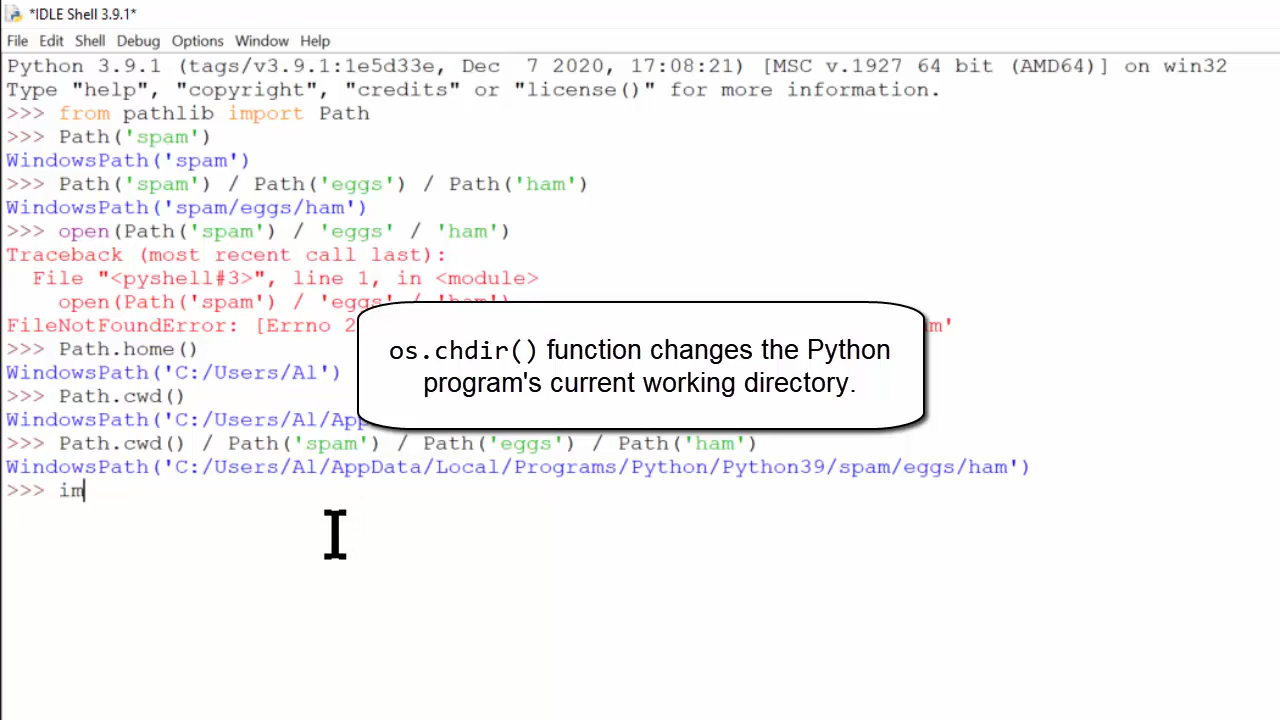 *IDLE Shell 3.9.1*
File Edit Shell Debug Options Window Help
Python 3.9.1 (tags/v3.9.1:1e5d33e, Dec  7 2020, 17:08:21) [MSC v.1927 64 bit (AMD64)] on win32
Type "help", "copyright", "credits" or "license()" for more information.
>>> from pathlib import Path
>>> Path('spam')
WindowsPath('spam')
>>> Path('spam') / Path('eggs') / Path('ham')
WindowsPath('spam/eggs/ham')
>>> open(Path('spam') / 'eggs' / 'ham')
Traceback (most recent call last):
  File "<pyshell#3>", line 1, in <module>
    open(Path('spam') / 'eggs' / 'ham')
FileNotFoundError: [Errno 2
>>> Path.home()
WindowsPath('C:/Users/Al')
>>> Path.cwd()
WindowsPath('C:/Users/Al/App
os.chdir() function changes the Python
program's current working directory.
>>> Path.cwd() / Path('spam') / Path('eggs') / Path('ham')
WindowsPath('C:/Users/Al/AppData/Local/Programs/Python/Python39/spam/eggs/ham')
>>> im